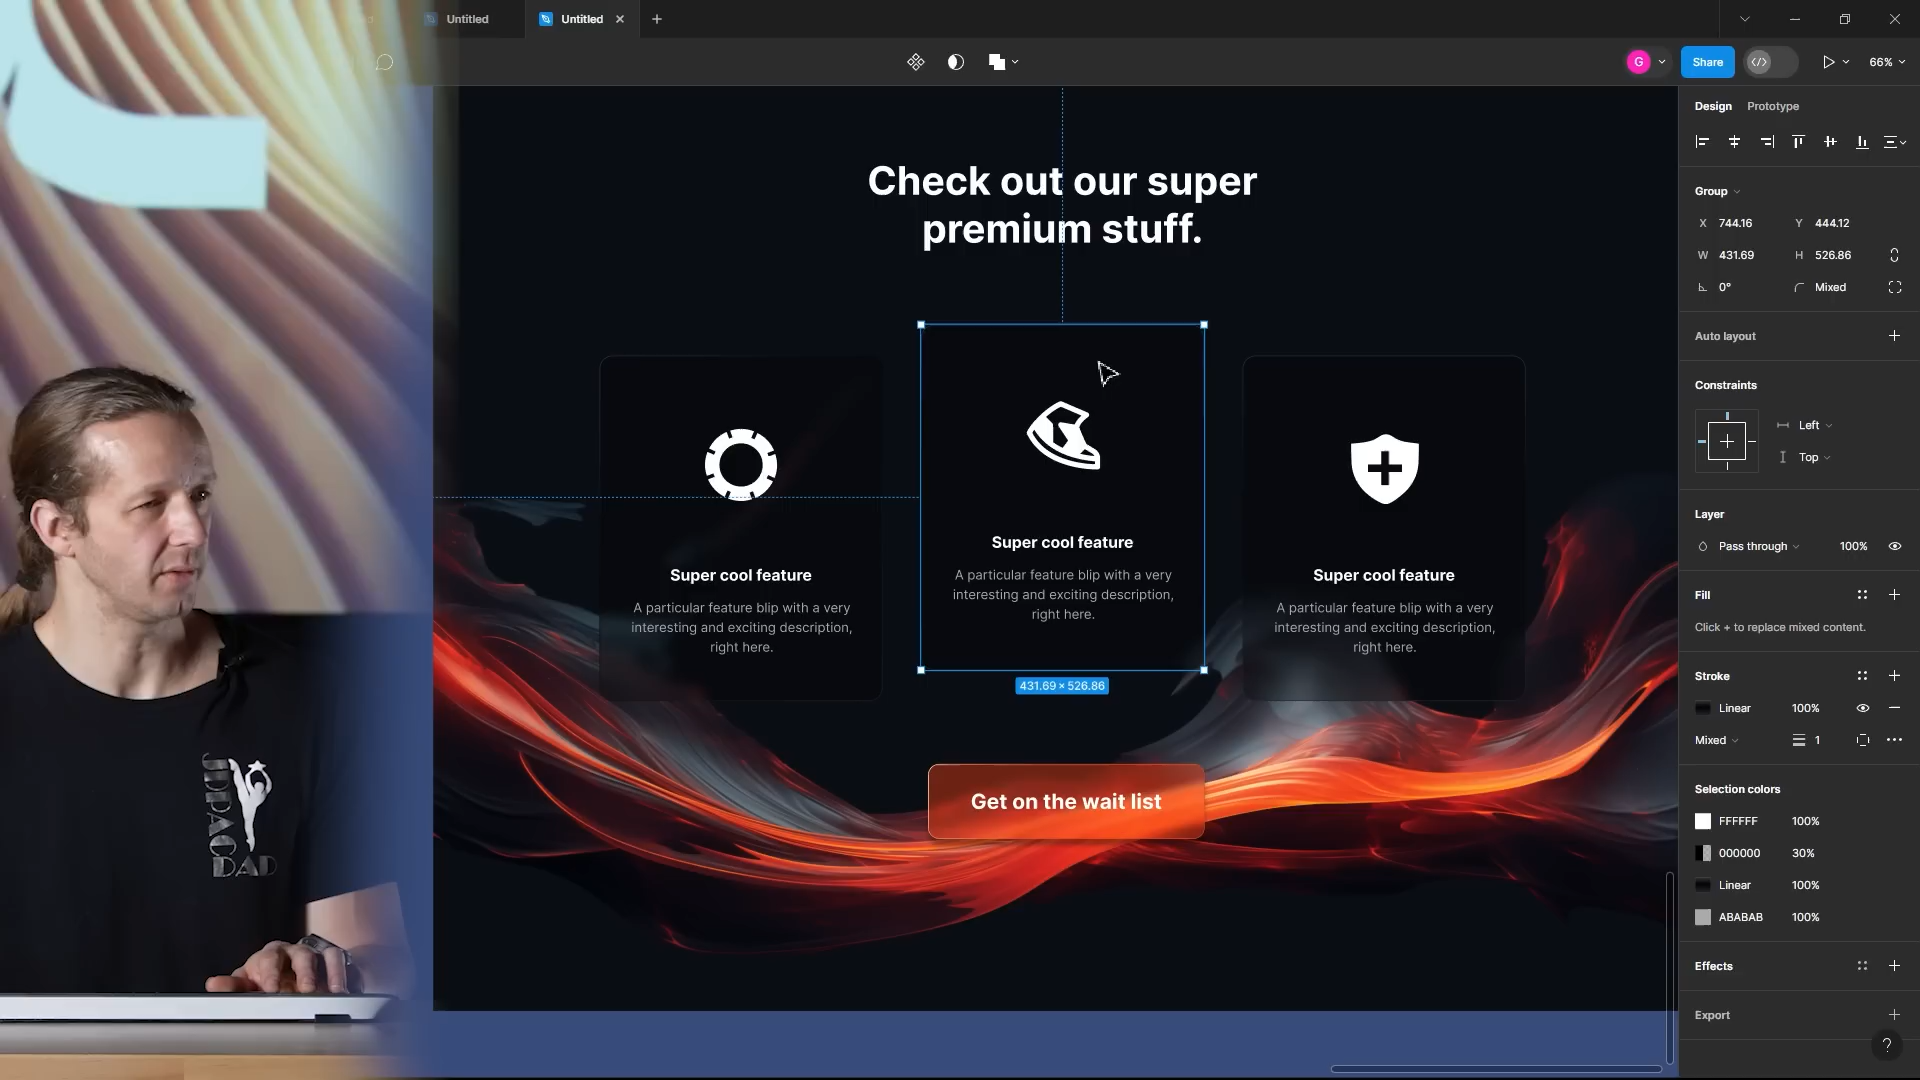 Untitled
Untitled
G
Share
66%
Design
Prototype
Check out our super
premium stuff.
Group
X 744.16
Y 444.12
W 431.69
H 526.86
0°
Mixed
Auto layout
Constraints
Left
Top
Layer
Pass through
100%
Fill
Click + to replace mixed content.
Stroke
Linear
100%
Mixed
1
Selection colors
FFFFFF 100%
000000 30%
Linear 100%
ABABAB 100%
Effects
Export
?
Super cool feature
A particular feature blip with a very
interesting and exciting description,
right here.
Super cool feature
A particular feature blip with a very
interesting and exciting description,
right here.
431.69 × 526.86
Super cool feature
A particular feature blip with a very
interesting and exciting description,
right here.
Get on the wait list
DAD